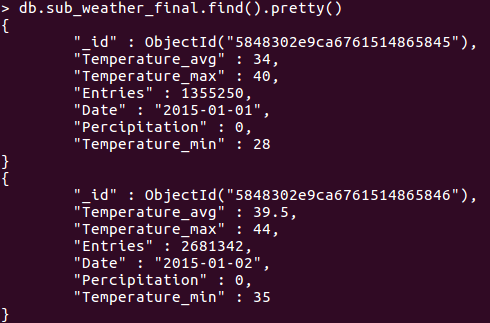 > db.sub_weather_final.find().pretty()
{
"_id" : ObjectId("5848302e9ca6761514865845"),
"Temperature_avg" : 34,
"Temperature_max" : 40,
"Entries" : 1355250,
"Date" : "2015-01-01",
"Percipitation" : 0,
"Temperature_min" : 28
}
{
"_id" : ObjectId("5848302e9ca6761514865846"),
"Temperature_avg" : 39.5,
"Temperature_max" : 44,
"Entries" : 2681342,
"Date" : "2015-01-02",
"Percipitation" : 0,
"Temperature_min" : 35
}